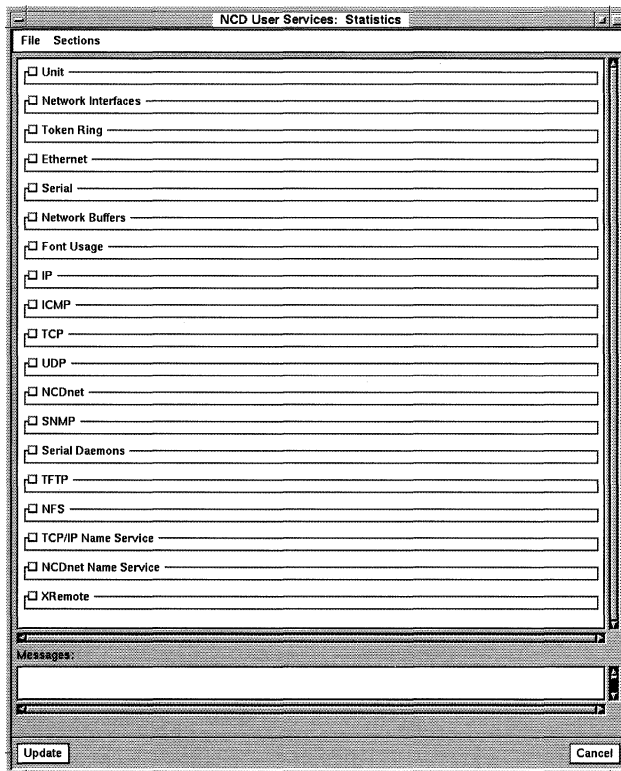 NCD User Services: Statistics
File Sections
Unit
Network Interfaces
Token Ring
Ethernet
Serial
Network Buffers
Font Usage
IP
ICMP
TCP
UDP
NCDnet
SNMP
Serial Daemons
TFTP
NFS
TCP/IP Name Service
NCDnet Name Service
XRemote
Messages:
Update Cancel